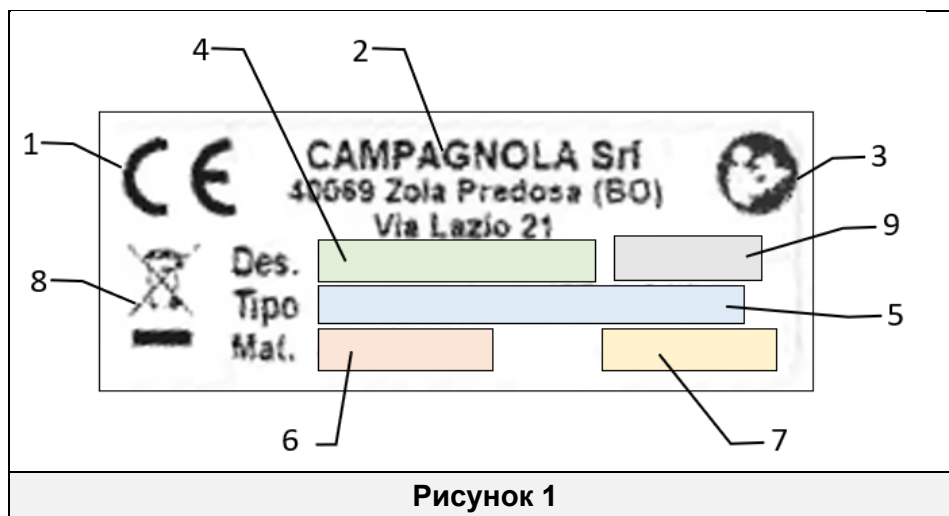 4 2
1 CE CAMPAGNOLA Srl 3
40069 Zola Predosa (BO)
Via Lazio 21
9
8 Des.
Tipo 5
Mat.
6 7
Рисунок 1